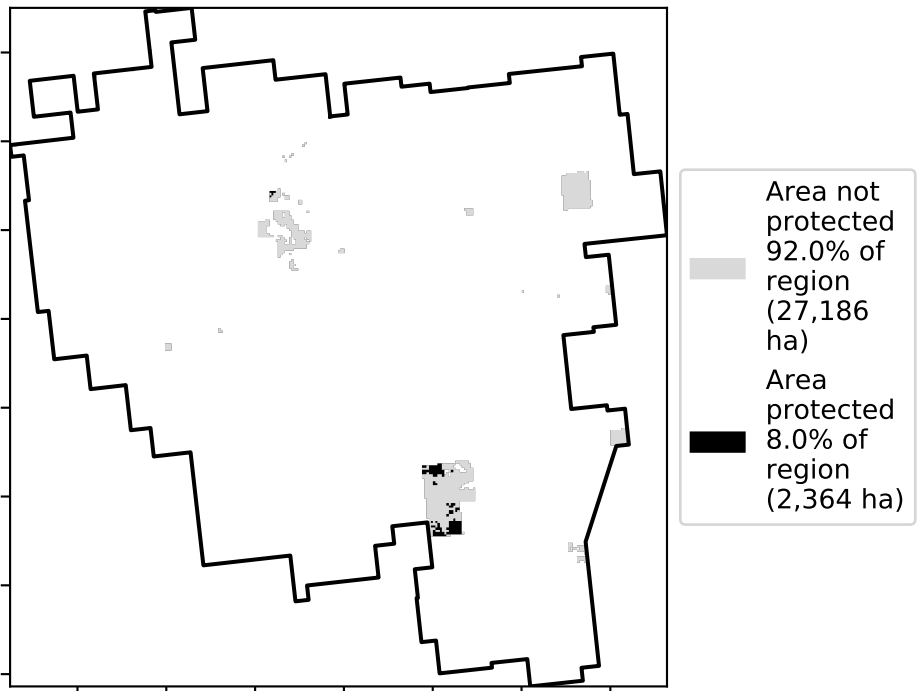 Area not
protected
92.0% of
region
(27,186
ha)
Area
protected
8.0% of
region
(2,364 ha)